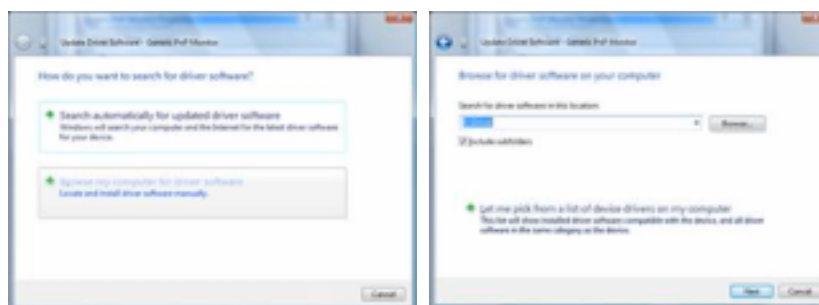 Update Driver Software - Generic PnP Monitor
How do you want to search for driver software?
Search automatically for updated driver software
Windows will search your computer and the Internet for the latest driver software
for your device.
Browse my computer for driver software
Locate and install driver software manually.
Cancel
Update Driver Software - Generic PnP Monitor
Browse for driver software on your computer
Search for driver software in this location:
Browse...
Include subfolders
Let me pick from a list of device drivers on my computer
This list will show installed driver software compatible with the device, and all driver
software in the same category as the device.
Next
Cancel